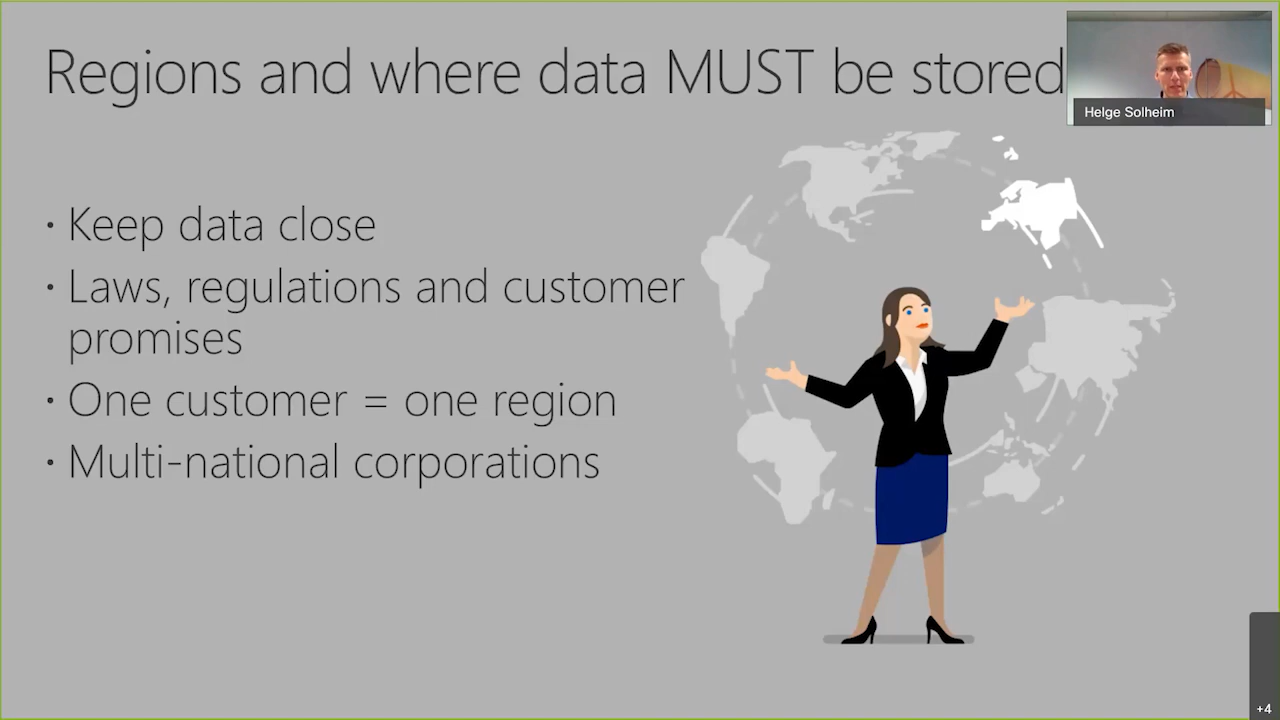 Regions and where data MUST be stored
Helge Solheim
· Keep data close
· Laws, regulations and customer
promises
· One customer = one region
· Multi-national corporations
+4